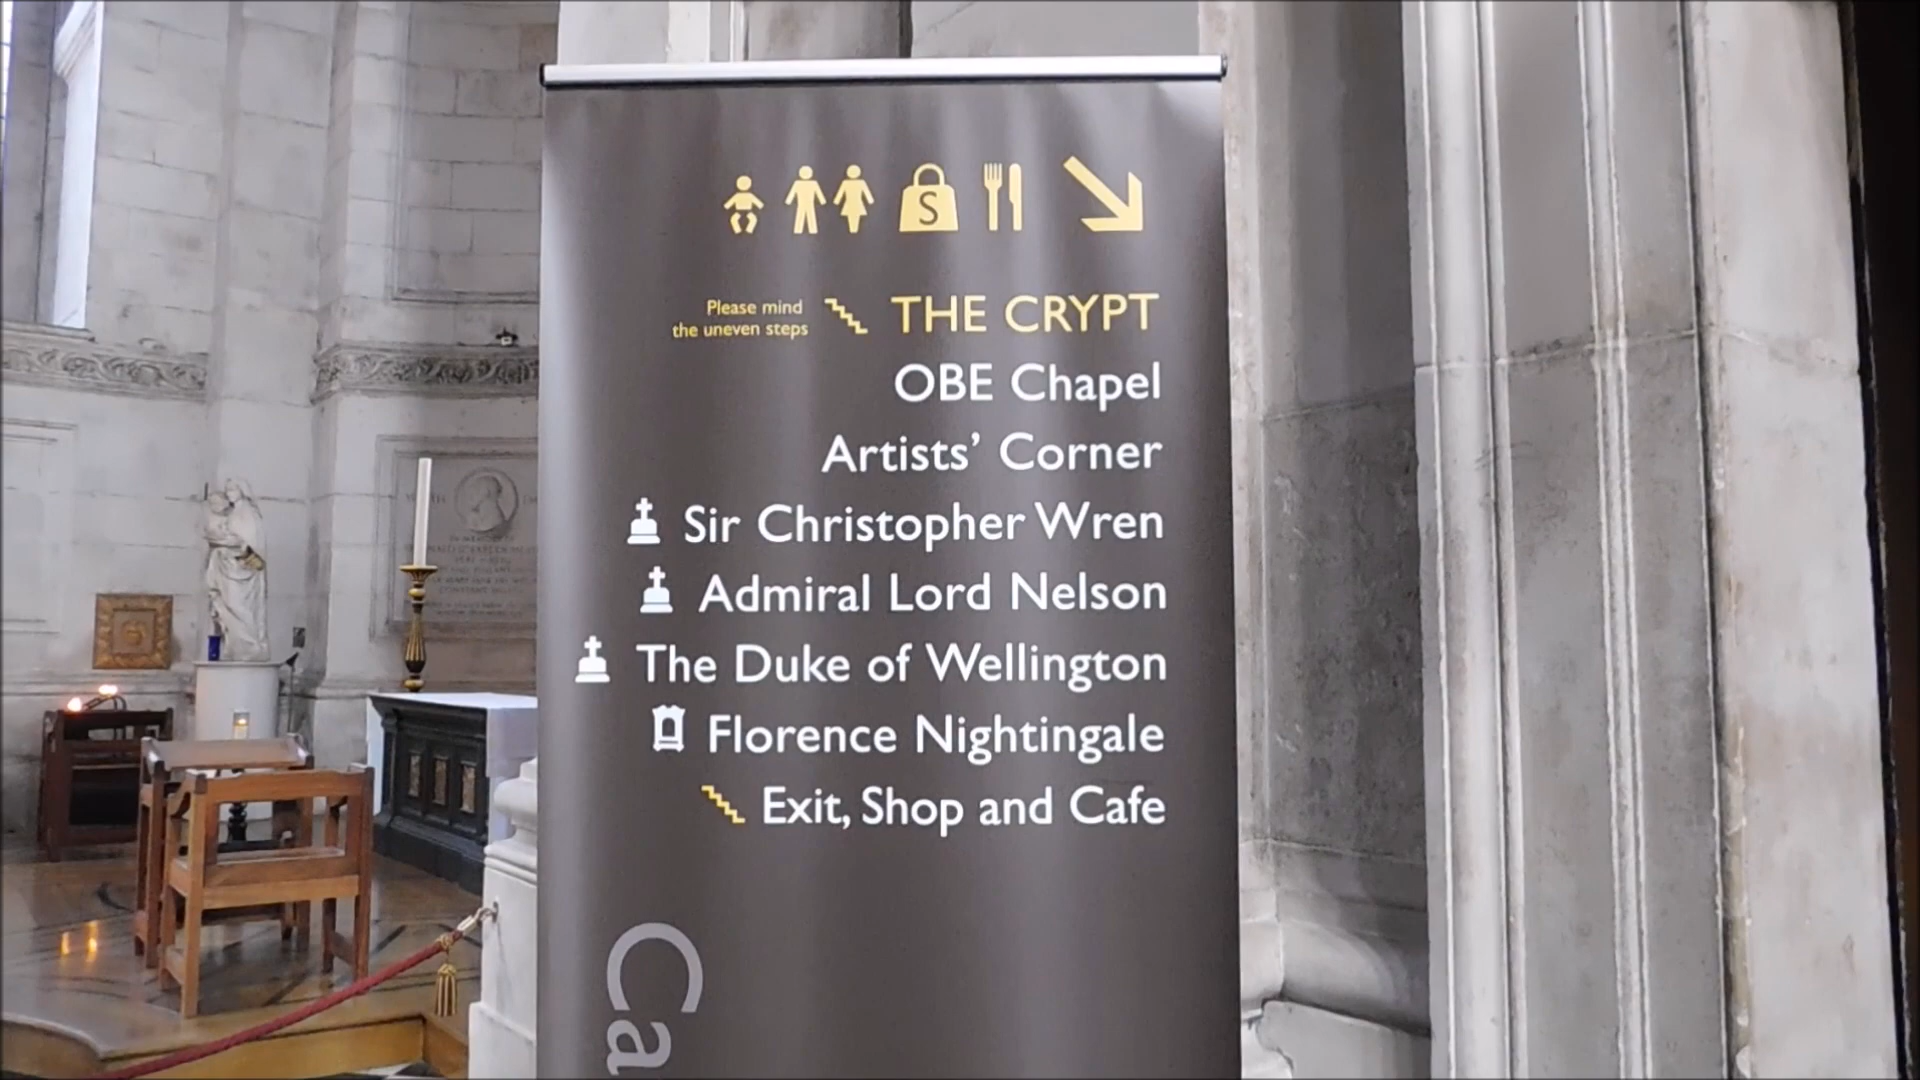 S
Please mind
the uneven steps
THE CRYPT
OBE Chapel
Artists' Corner
Sir Christopher Wren
Admiral Lord Nelson
The Duke of Wellington
Florence Nightingale
Exit, Shop and Cafe
Ca